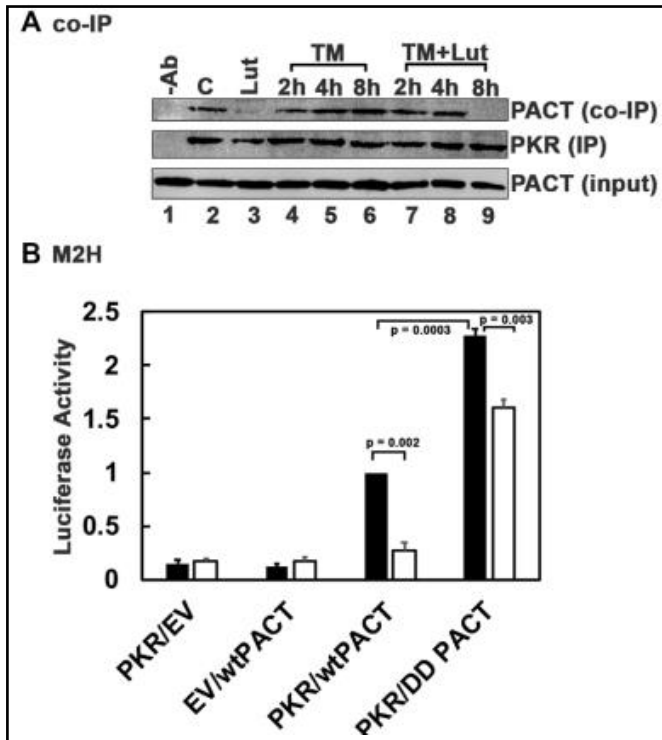 A co-IP
TM TM+Lut
-Ab C Lut 2h 4h 8h 2h 4h 8h
PACT (co-IP)
PKR (IP)
PACT (input)
1 2 3 4 5 6 7 8 9
B M2H
2.5
p = 0.003
p = 0.0003
2
1.5
p = 0.002
1
0.5
0
Luciferase Activity
PKR/EV
EV/wtPACT
PKR/wtPACT
PKR/DD PACT